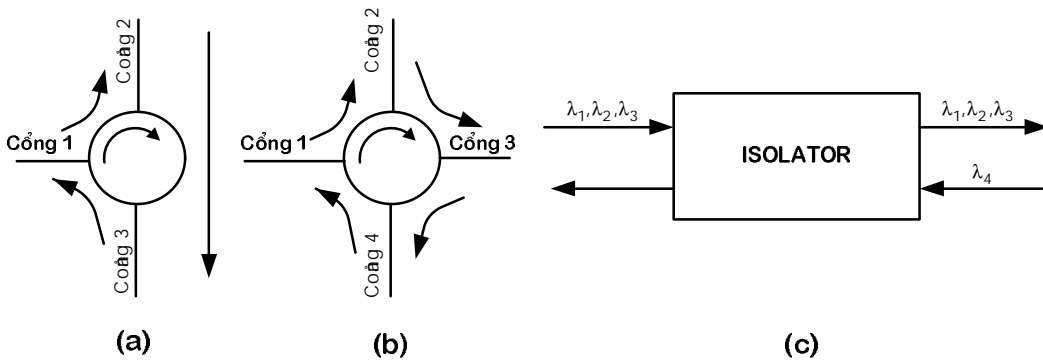 Cổng 2
Cổng 1
Cổng 3
(a)
Cổng 2
Cổng 1
Cổng 3
Cổng 4
(b)
λ1,λ2,λ3
ISOLATOR
λ1,λ2,λ3
λ4
(c)